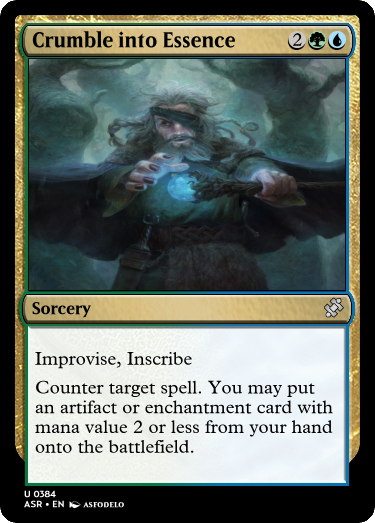 Crumble into Essence 2
Sorcery
Improvise, Inscribe
Counter target spell. You may put
an artifact or enchantment card with
mana value 2 or less from your hand
onto the battlefield.
U 0384
ASR • EN ASFODELO